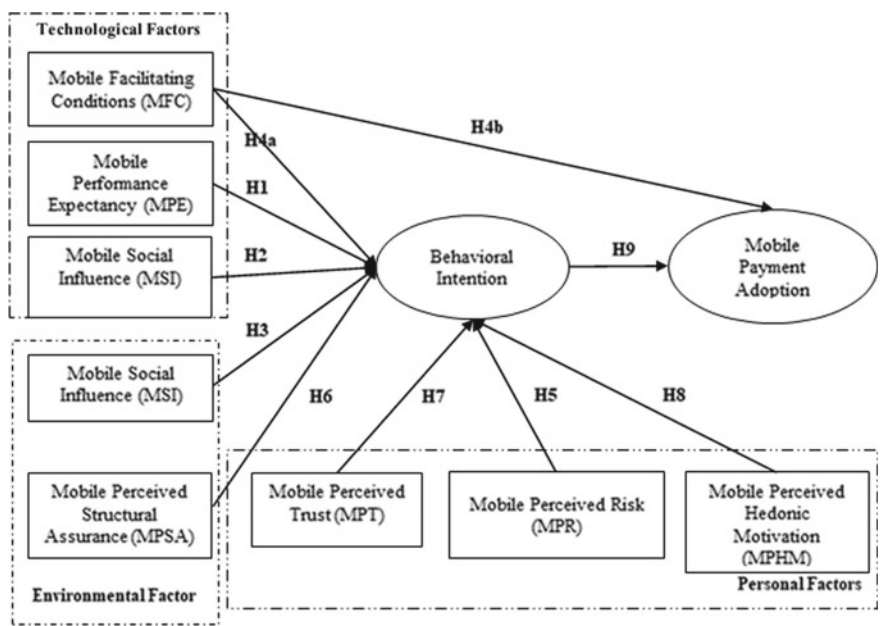 Technological Factors
Mobile Facilitating
Conditions (MFC)
H4a
H4b
Mobile
Performance
Expectancy (MPE)
H1
Mobile Social
Influence (MSI)
H2
Behavioral
Intention
H9
Mobile
Payment
Adoption
H3
Mobile Social
Influence (MSI)
H6
H7
H5
H8
Mobile Perceived
Structural
Assurance (MPSA)
Environmental Factor
Mobile Perceived
Trust (MPT)
Mobile Perceived Risk
(MPR)
Mobile Perceived
Hedonic
Motivation
(MPHM)
Personal Factors